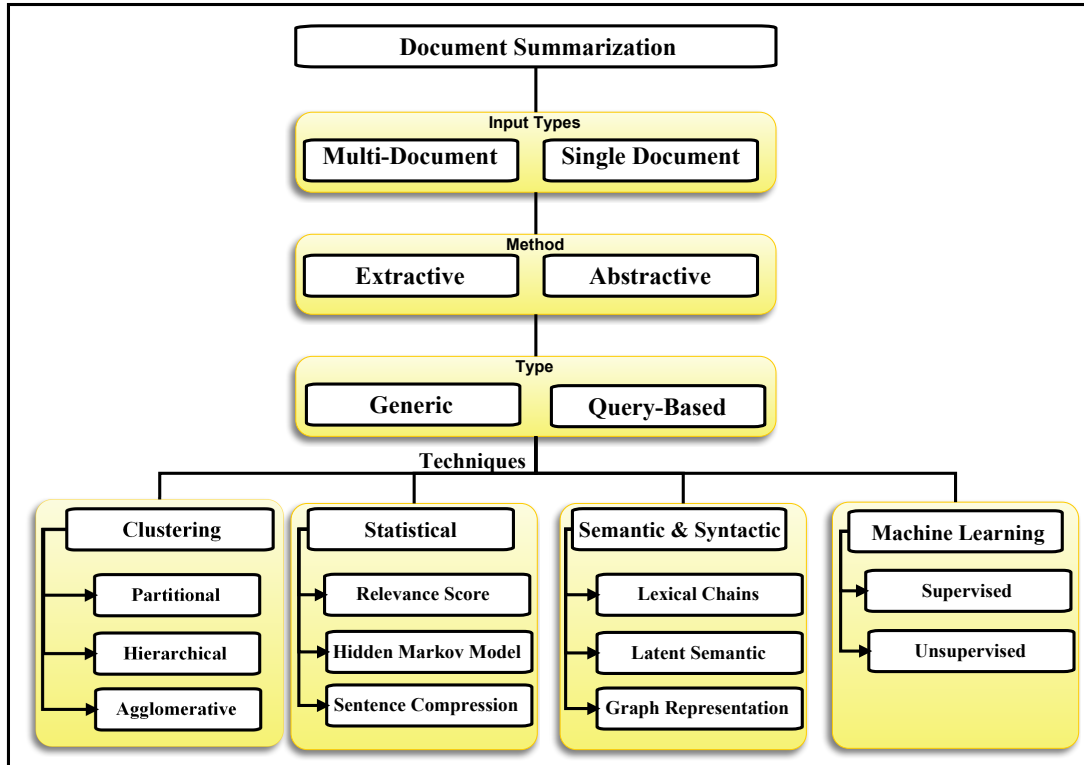 Document Summarization
Input Types
Multi-Document
Single Document
Method
Extractive
Abstractive
Type
Generic
Query-Based
Techniques
Clustering
Partitional
Hierarchical
Agglomerative
Statistical
Relevance Score
Hidden Markov Model
Sentence Compression
Semantic & Syntactic
Lexical Chains
Latent Semantic
Graph Representation
Machine Learning
Supervised
Unsupervised